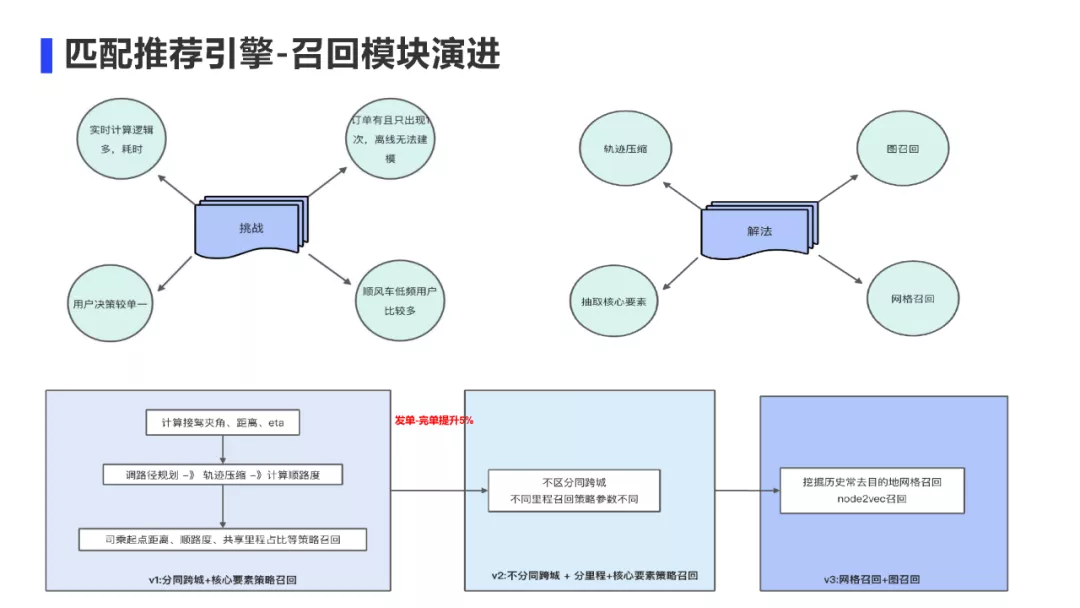 匹配推荐引擎-召回模块演进
实时计算逻辑
多，耗时
订单有且只出现1
次，离线无法建
模
挑战
用户决策较单一
顺风车低频用户
比较多
轨迹压缩
图召回
解法
抽取核心要素
网格召回
计算接驾夹角、距离、eta
调路径规划 -》 轨迹压缩 -》计算顺路度
司乘起点距离、顺路度、共享里程占比等策略召回
v1:分同跨城+核心要素策略召回
发单-完单提升5%
不区分同跨城
不同里程召回策略参数不同
v2:不分同跨城 + 分里程+核心要素策略召回
挖掘历史常去目的地网格召回
node2vec召回
v3:网格召回+图召回